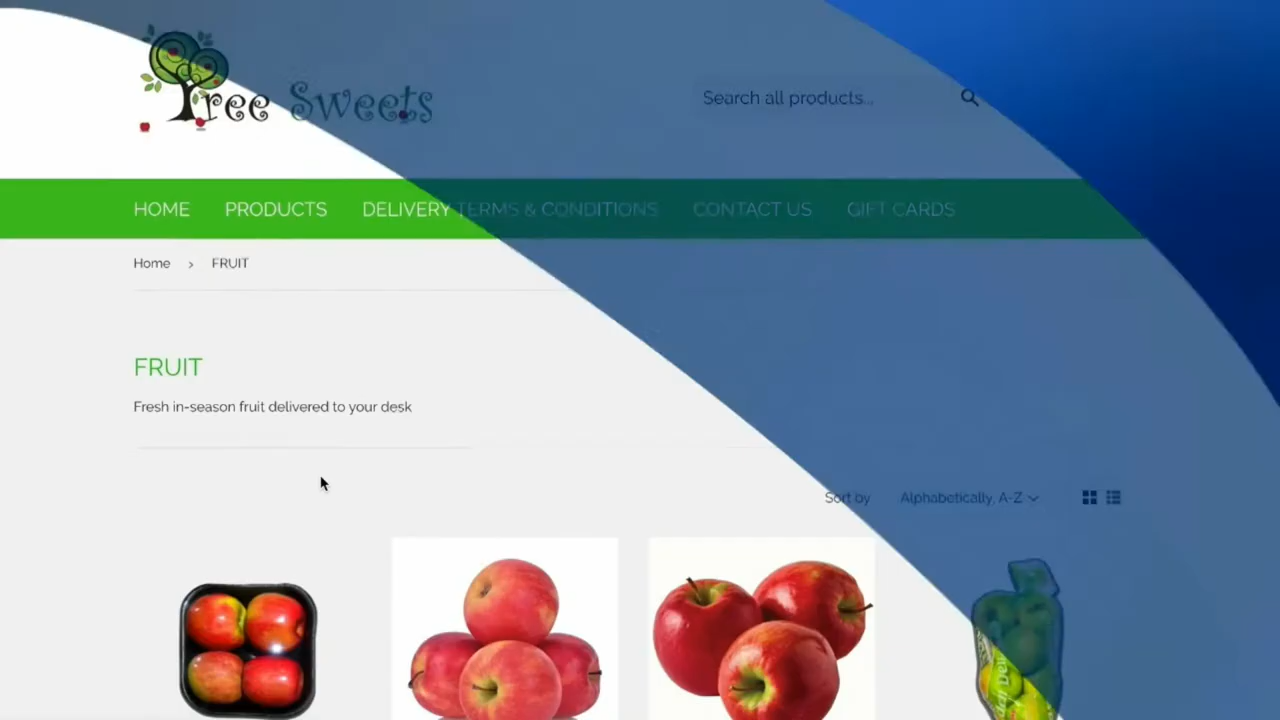 Tree Sweets
Search all products...
HOME PRODUCTS DELIVERY TERMS & CONDITIONS CONTACT US GIFT CARDS
Home > FRUIT
FRUIT
Fresh in-season fruit delivered to your desk
Sort by Alphabetically, A-Z